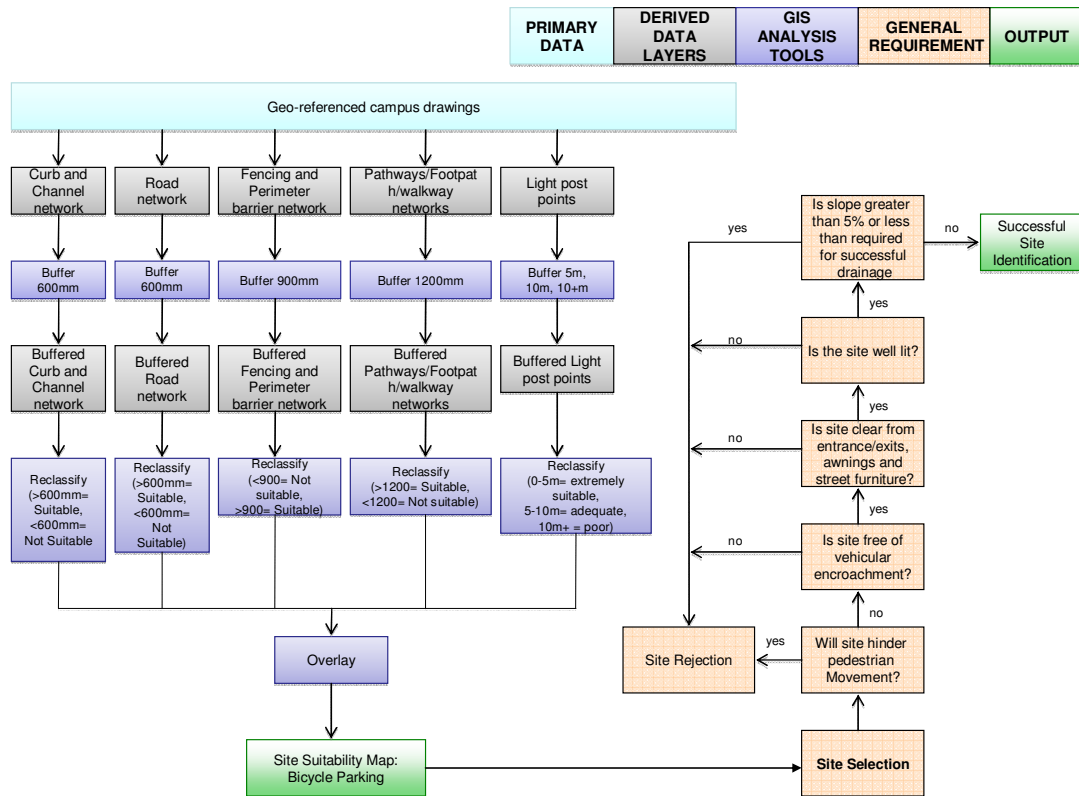 PRIMARY
DATA
DERIVED
DATA
LAYERS
GIS
ANALYSIS
TOOLS
GENERAL
REQUIREMENT
OUTPUT
Geo-referenced campus drawings
Curb and
Channel
network
Road
network
Fencing and
Perimeter
barrier network
Pathways/Footpat
h/walkway
networks
Light post
points
Buffer
600mm
Buffer
600mm
Buffer 900mm
Buffer 1200mm
Buffer 5m,
10m, 10+m
Buffered
Curb and
Channel
network
Buffered
Road
network
Buffered
Fencing and
Perimeter
barrier network
Buffered
Pathways/Footpat
h/walkway
networks
Buffered Light
post points
Reclassify
(>600mm=
Suitable,
<600mm=
Not Suitable
Reclassify
(>600mm=
Suitable,
<600mm=
Not
Suitable)
Reclassify
(<900= Not
suitable,
>900= Suitable)
Reclassify
(>1200= Suitable,
<1200= Not suitable)
Reclassify
(0-5m= extremely
suitable,
5-10m= adequate,
10m+ = poor)
Overlay
Site Suitability Map:
Bicycle Parking
Site Selection
Will site hinder
pedestrian
Movement?
yes
Site Rejection
no
Is site free of
vehicular
encroachment?
no
yes
Is site clear from
entrance/exits,
awnings and
street furniture?
no
yes
Is the site well lit?
no
yes
Is slope greater
than 5% or less
than required
for successful
drainage
yes
no
Successful
Site
Identification